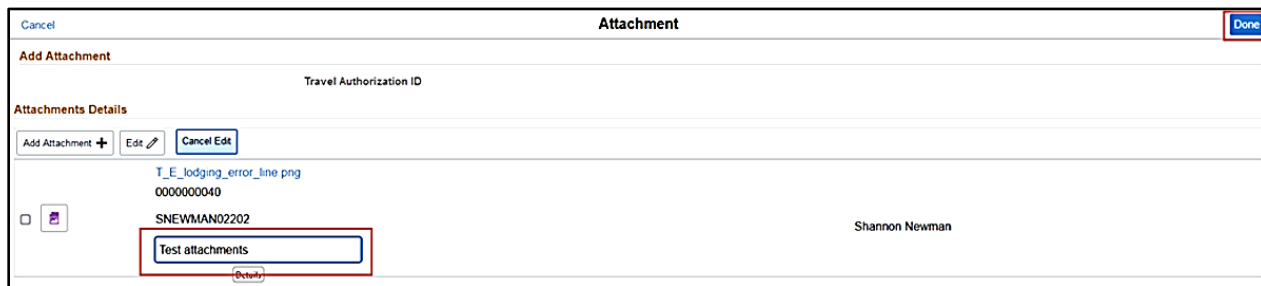 Cancel
Attachment
Done
Add Attachment
Travel Authorization ID
Attachments Details
Add Attachment
Edit
Cancel Edit
T_E_lodging_error_line png
0000000040
SNEWMAN02202
Shannon Newman
Test attachments
Details